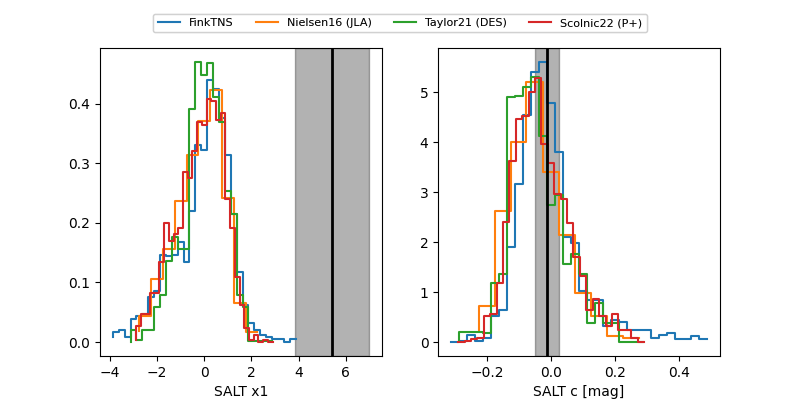 FinkTNS Nielsen16 (JLA) Taylor21 (DES) Scolnic22 (P+)
0.4
0.3
0.2
0.1
0.0
−4 −2 0 2 4 6
SALT x1
5
4
3
2
1
0
−0.2 0.0 0.2 0.4
SALT c [mag]